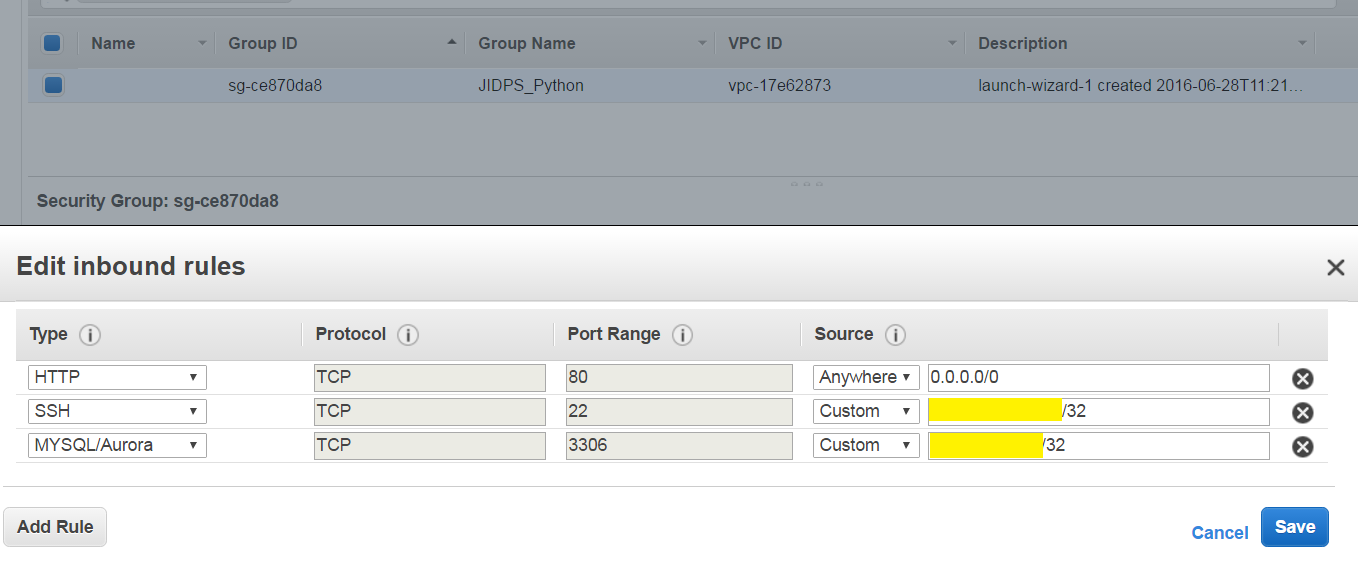 Name Group ID Group Name VPC ID Description
sg-ce870da8 JIDPS_Python vpc-17e62873 launch-wizard-1 created 2016-06-28T11:21...
Security Group: sg-ce870da8
Edit inbound rules
Type Protocol Port Range Source
HTTP TCP 80 Anywhere 0.0.0.0/0
SSH TCP 22 Custom /32
MYSQL/Aurora TCP 3306 Custom /32
Add Rule Cancel Save